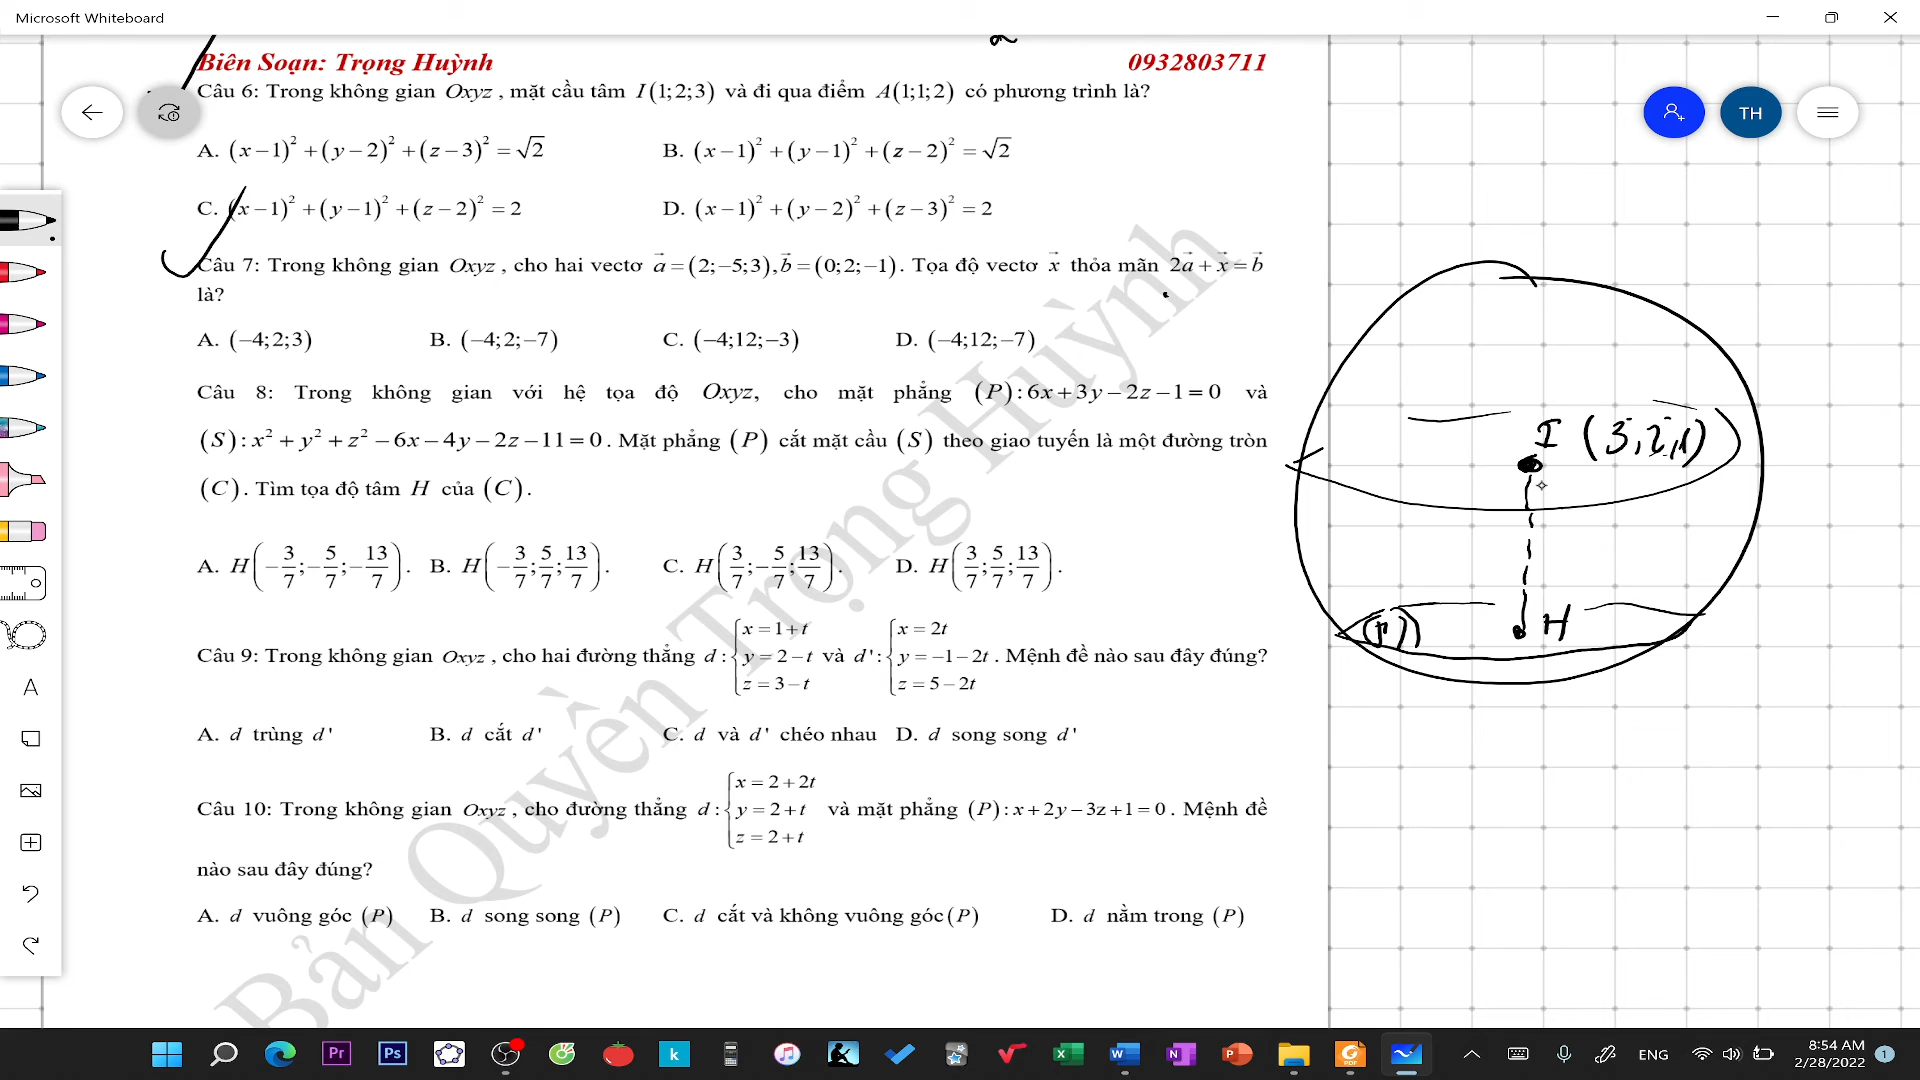 Microsoft Whiteboard
Biên Soạn: Trọng Huỳnh 0932803711
Câu 6: Trong không gian Oxyz, mặt cầu tâm I(1;2;3) và đi qua điểm A(1;1;2) có phương trình là?
A. (x−1)² + (y−2)² + (z−3)² = √2 B. (x−1)² + (y−1)² + (z−2)² = √2
C. (x−1)² + (y−1)² + (z−2)² = 2 D. (x−1)² + (y−2)² + (z−3)² = 2
Câu 7: Trong không gian Oxyz, cho hai vectơ a⃗ = (2;−5;3), b⃗ = (0;2;−1). Tọa độ vectơ x⃗ thỏa mãn 2a⃗ + x⃗ = b⃗
là?
A. (−4;2;3) B. (−4;2;−7) C. (−4;12;−3) D. (−4;12;−7)
Câu 8: Trong không gian với hệ tọa độ Oxyz, cho mặt phẳng (P): 6x+3y−2z−1=0 và
(S): x² + y² + z² − 6x − 4y − 2z − 11 = 0. Mặt phẳng (P) cắt mặt cầu (S) theo giao tuyến là một đường tròn
(C). Tìm tọa độ tâm H của (C).
A. H(−3/7; −5/7; −13/7). B. H(−3/7; 5/7; 13/7). C. H(3/7; −5/7; 13/7). D. H(3/7; 5/7; 13/7).
Câu 9: Trong không gian Oxyz, cho hai đường thẳng d: {x=1+t y=2−t z=3−t và d': {x=2t y=−1−2t z=5−2t. Mệnh đề nào sau đây đúng?
A. d trùng d' B. d cắt d' C. d và d' chéo nhau D. d song song d'
Câu 10: Trong không gian Oxyz, cho đường thẳng d: {x=2+2t y=2+t z=2+t và mặt phẳng (P): x+2y−3z+1=0. Mệnh đề
nào sau đây đúng?
A. d vuông góc (P) B. d song song (P) C. d cắt và không vuông góc(P) D. d nằm trong (P)
Bản Quyền Trọng Huỳnh
TH
I (3,2,1)
(P) H
A
Pr Ps k
ENG
8:54 AM
2/28/2022
1